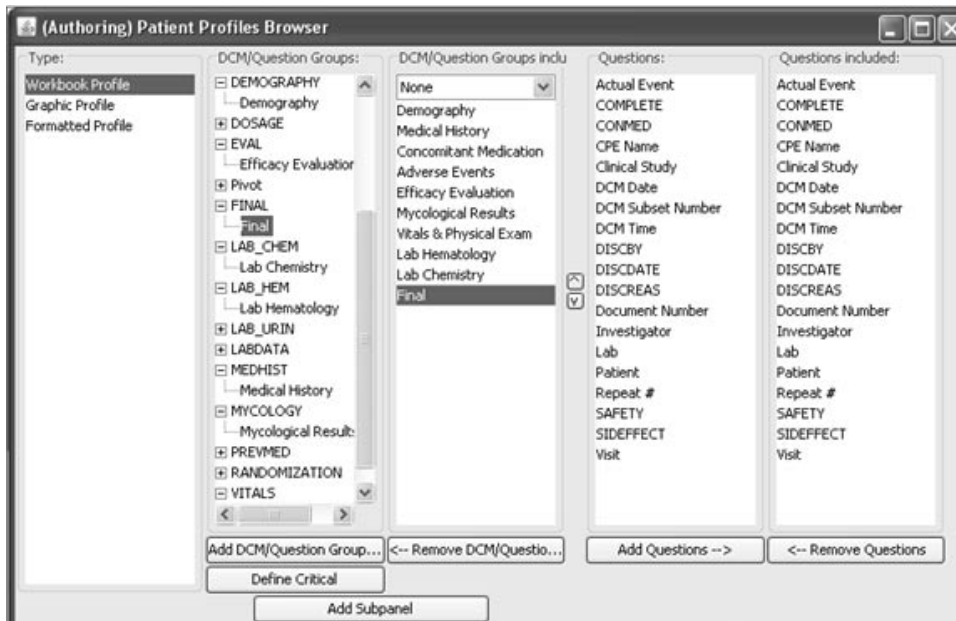 (Authoring) Patient Profiles Browser
Type:
Workbook Profile
Graphic Profile
Formatted Profile
DCM/Question Groups:
DEMOGRAPHY
Demography
DOSAGE
EVAL
Efficacy Evaluation
Pivot
FINAL
Final
LAB_CHEM
Lab Chemistry
LAB_HEM
Lab Hematology
LAB_URIN
LABDATA
MEDHIST
Medical History
MYCOLOGY
Mycological Result
PREVMED
RANDOMIZATION
VITALS
Add DCM/Question Group...
Define Critical
Add Subpanel
DCM/Question Groups inclu
None
Demography
Medical History
Concomitant Medication
Adverse Events
Efficacy Evaluation
Mycological Results
Vitals & Physical Exam
Lab Hematology
Lab Chemistry
Final
<-- Remove DCM/Questio...
Questions:
Actual Event
COMPLETE
CONMED
CPE Name
Clinical Study
DCM Date
DCM Subset Number
DCM Time
DISCBY
DISCDATE
DISCREAS
Document Number
Investigator
Lab
Patient
Repeat #
SAFETY
SIDEFFECT
Visit
Add Questions -->
Questions included:
Actual Event
COMPLETE
CONMED
CPE Name
Clinical Study
DCM Date
DCM Subset Number
DCM Time
DISCBY
DISCDATE
DISCREAS
Document Number
Investigator
Lab
Patient
Repeat #
SAFETY
SIDEFFECT
Visit
<-- Remove Questions